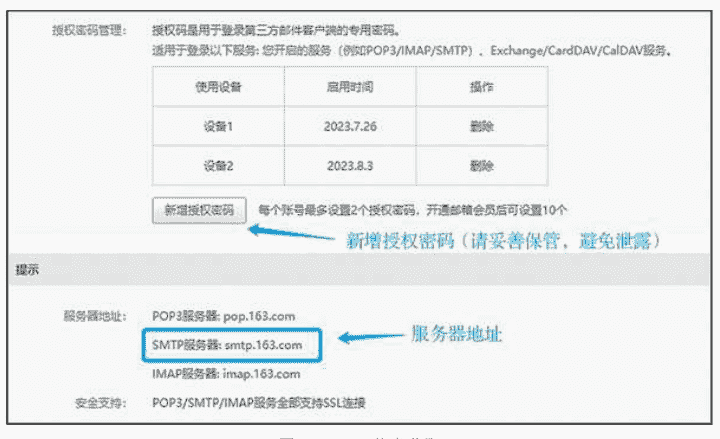 授权密码管理: 授权码是用于登录第三方邮件客户端的专用密码。
适用于登录以下服务: 您开启的服务（例如POP3/IMAP/SMTP）、Exchange/CardDAV/CalDAV服务。
使用设备 启用时间 操作
设备1 2023.7.26 删除
设备2 2023.8.3 删除
新增授权密码 每个账号最多设置2个授权密码，开通邮箱会员后可设置10个
新增授权密码（请妥善保管，避免泄露）
提示
服务器地址: POP3服务器: pop.163.com
SMTP服务器: smtp.163.com
服务器地址
IMAP服务器: imap.163.com
安全支持: POP3/SMTP/IMAP服务全部支持SSL连接